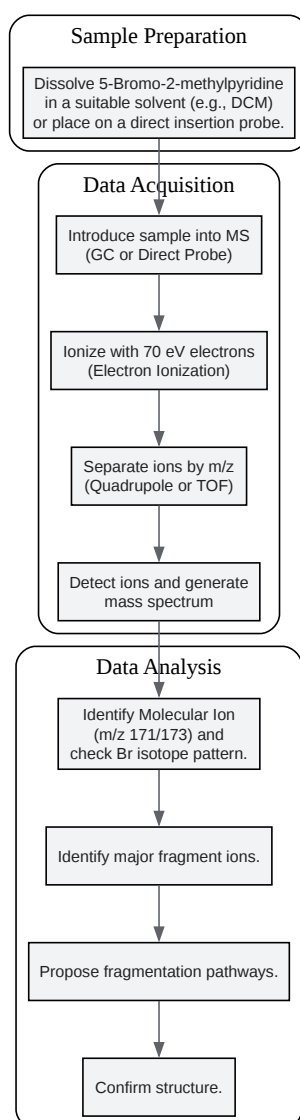 Sample Preparation
Dissolve 5-Bromo-2-methylpyridine
in a suitable solvent (e.g., DCM)
or place on a direct insertion probe.
Data Acquisition
Introduce sample into MS
(GC or Direct Probe)
Ionize with 70 eV electrons
(Electron Ionization)
Separate ions by m/z
(Quadrupole or TOF)
Detect ions and generate
mass spectrum
Data Analysis
Identify Molecular Ion
(m/z 171/173) and
check Br isotope pattern.
Identify major fragment ions.
Propose fragmentation pathways.
Confirm structure.